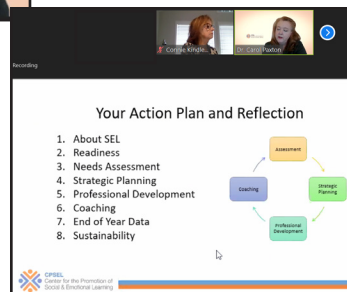 Connie Kingle...
Dr. Carol Paxton
Recording
Your Action Plan and Reflection
1. About SEL
2. Readiness
3. Needs Assessment
4. Strategic Planning
5. Professional Development
6. Coaching
7. End of Year Data
8. Sustainability
Assessment
Coaching
Strategic
Planning
Professional
Development
CPSEL
Center for the Promotion of
Social & Emotional Learning